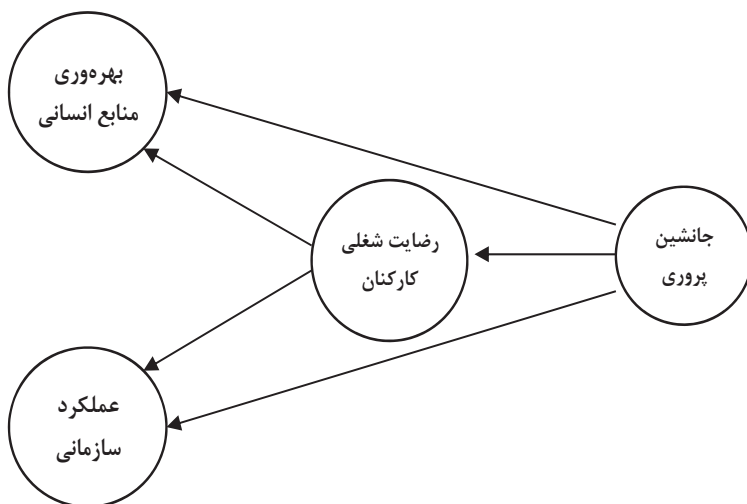 بهره‌وری
منابع انسانی
رضایت شغلی
کارکنان
جانشین
پروری
عملکرد
سازمانی